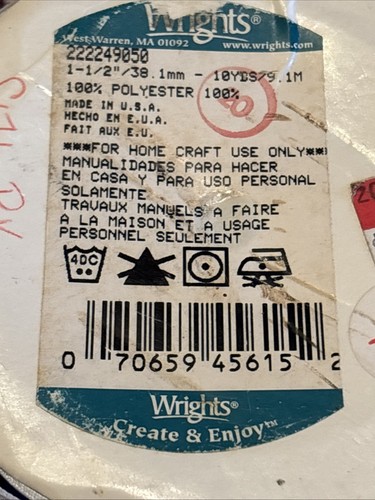 Wrights®
West Warren, MA 01092 www.wrights.com
222249050
1-1/2"/38.1mm - 10YDS/9.1M
100% POLYESTER 100%
20
MADE IN U.S.A.
HECHO EN E.U.A.
FAIT AUX E.U.
***FOR HOME CRAFT USE ONLY***
MANUALIDADES PARA HACER
EN CASA Y PARA USO PERSONAL
SOLAMENTE
TRAVAUX MANUELS A FAIRE
A LA MAISON ET A USAGE
PERSONNEL SEULEMENT
40C
0 70659 45615 2
Wrights®
Create & Enjoy™